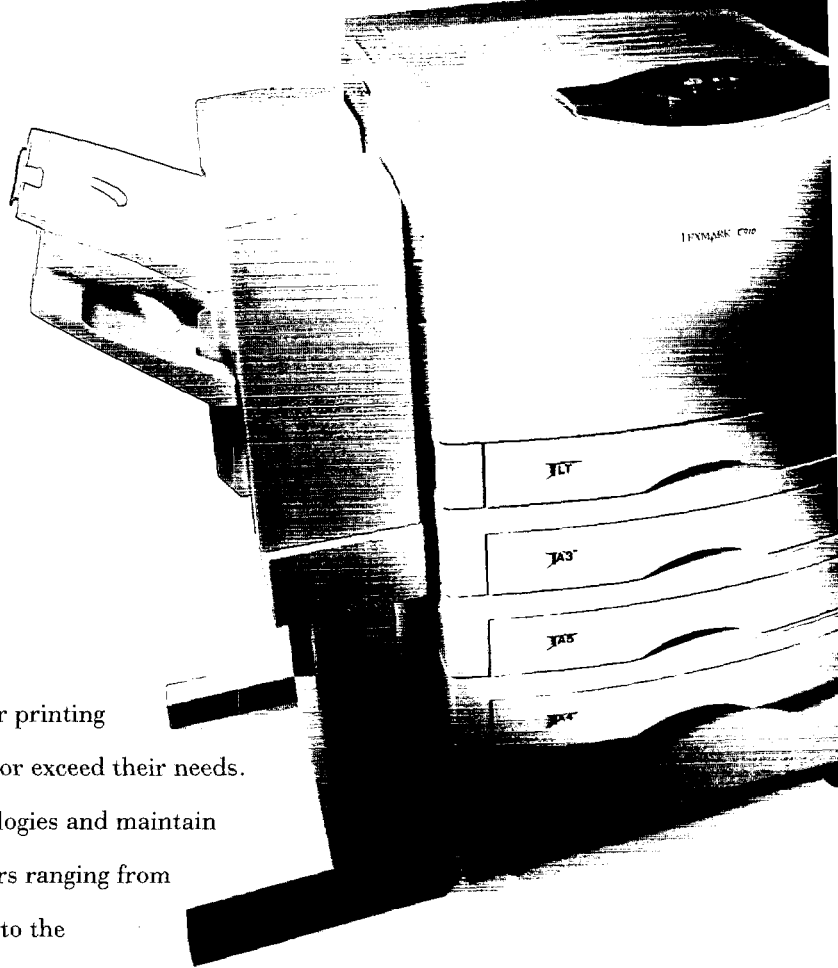 LEXMARK C910
LT
A3
A5
A4
r printing
or exceed their needs.
logies and maintain
rs ranging from
to the